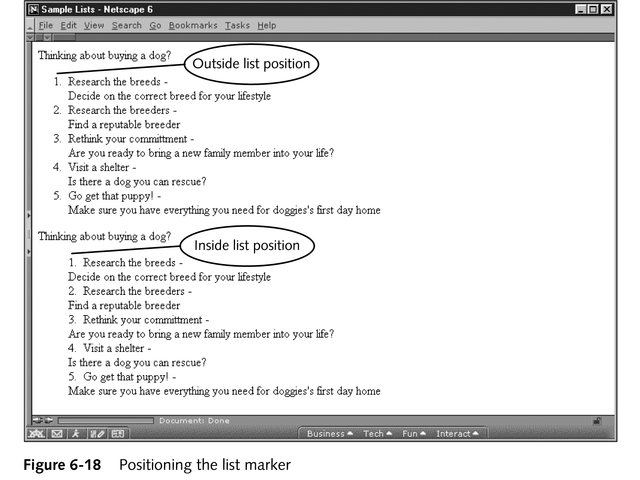 Sample Lists - Netscape 6
File Edit View Search Go Bookmarks Tasks Help
Thinking about buying a dog?
Outside list position
1. Research the breeds -
Decide on the correct breed for your lifestyle
2. Research the breeders -
Find a reputable breeder
3. Rethink your committment -
Are you ready to bring a new family member into your life?
4. Visit a shelter -
Is there a dog you can rescue?
5. Go get that puppy! -
Make sure you have everything you need for doggies's first day home
Thinking about buying a dog?
Inside list position
1. Research the breeds -
Decide on the correct breed for your lifestyle
2. Research the breeders -
Find a reputable breeder
3. Rethink your committment -
Are you ready to bring a new family member into your life?
4. Visit a shelter -
Is there a dog you can rescue?
5. Go get that puppy! -
Make sure you have everything you need for doggies's first day home
Document: Done
Business Tech Fun Interact
Figure 6-18 Positioning the list marker